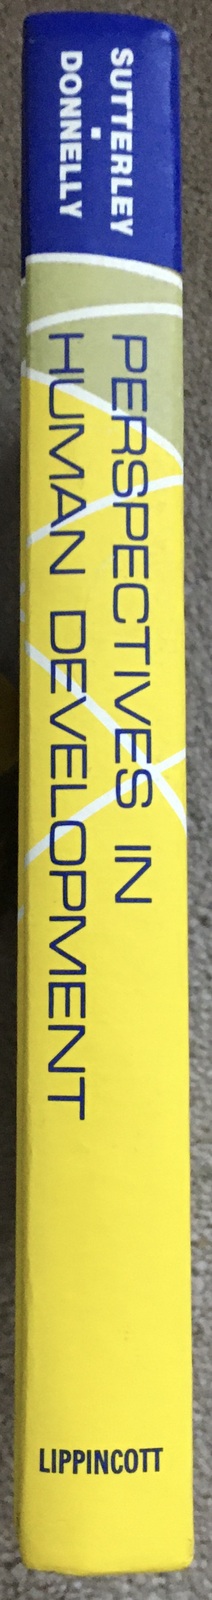 SUTTERLEY
▪
DONNELLY
PERSPECTIVES IN
HUMAN DEVELOPMENT
LIPPINCOTT